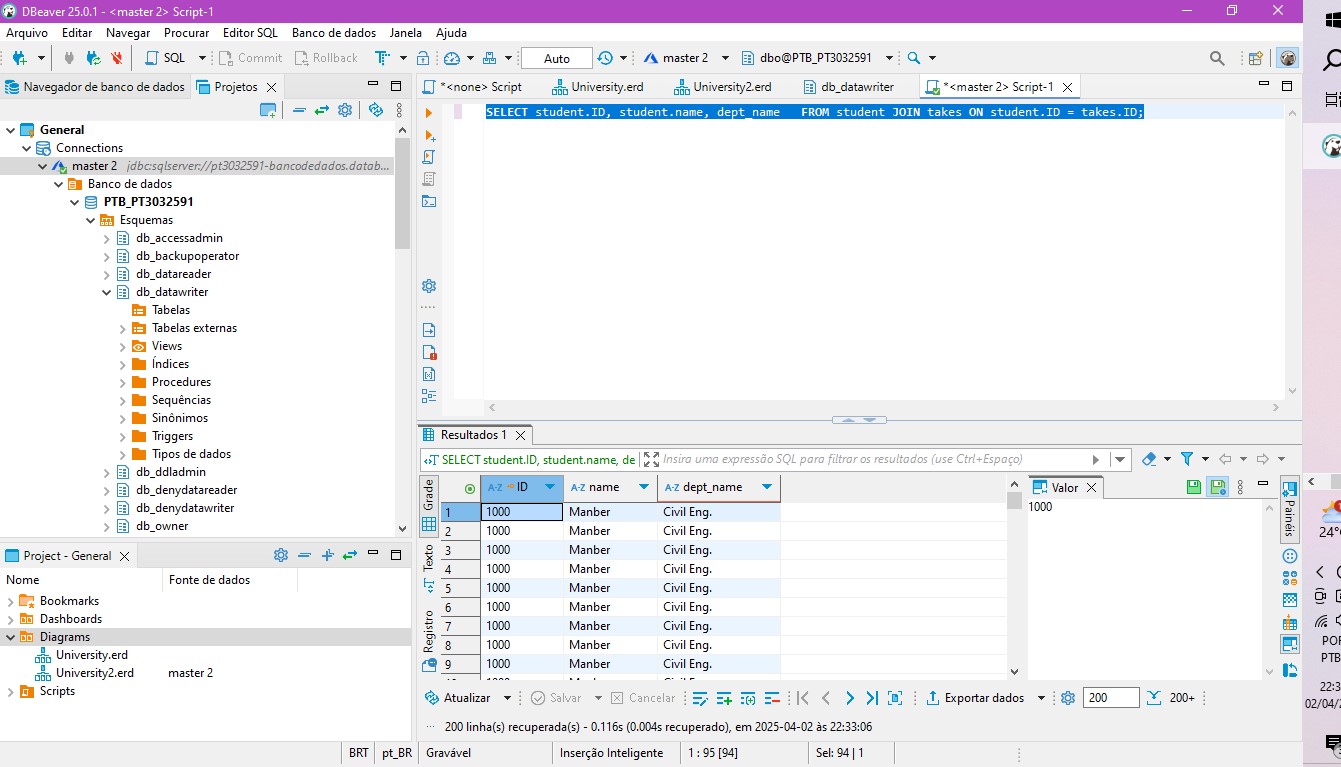 DBeaver 25.0.1 - <master 2> Script-1
Arquivo Editar Navegar Procurar Editor SQL Banco de dados Janela Ajuda
SQL Commit Rollback Auto master 2 dbo@PTB_PT3032591
Navegador de banco de dados Projetos
*<none> Script University.erd University2.erd db_datawriter *<master 2> Script-1
General
Connections
master 2 jdbc:sqlserver://pt3032591-bancodedados.datab...
Banco de dados
PTB_PT3032591
Esquemas
db_accessadmin
db_backupoperator
db_datareader
db_datawriter
Tabelas
Tabelas externas
Views
Índices
Procedures
Sequências
Sinônimos
Triggers
Tipos de dados
db_ddladmin
db_denydatareader
db_denydatawriter
db_owner
SELECT student.ID, student.name, dept_name FROM student JOIN takes ON student.ID = takes.ID;
Project - General
Nome Fonte de dados
Bookmarks
Dashboards
Diagrams
University.erd
University2.erd master 2
Scripts
Resultados 1
SELECT student.ID, student.name, de Insira uma expressão SQL para filtrar os resultados (use Ctrl+Espaço)
Grade
Texto
Registro
A-Z ID A-Z name A-Z dept_name
1 1000 Manber Civil Eng.
2 1000 Manber Civil Eng.
3 1000 Manber Civil Eng.
4 1000 Manber Civil Eng.
5 1000 Manber Civil Eng.
6 1000 Manber Civil Eng.
7 1000 Manber Civil Eng.
8 1000 Manber Civil Eng.
9 1000 Manber Civil Eng.
Valor
1000
Painéis
Atualizar Salvar Cancelar Exportar dados 200 200+
200 linha(s) recuperada(s) - 0.116s (0.004s recuperado), em 2025-04-02 às 22:33:06
BRT pt_BR Gravável Inserção Inteligente 1 : 95 [94] Sel: 94 | 1
24°
POR
PTB
22:3
02/04/2